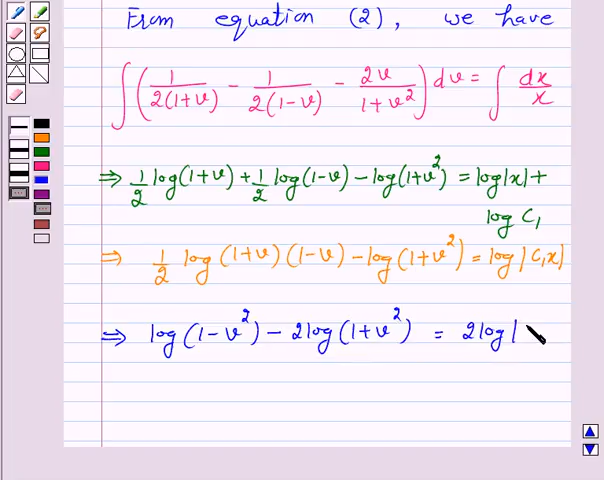 From equation (2), we have
∫(1/2(1+v) − 1/2(1−v) − 2v/1+v²)dv = ∫ dx/x
⇒ 1/2 log(1+v) + 1/2 log(1−v) − log(1+v²) = log|x| +
log C₁
⇒ 1/2 log(1+v)(1−v) − log(1+v²) = log|C₁x|
⇒ log(1−v²) − 2log(1+v²) = 2log|